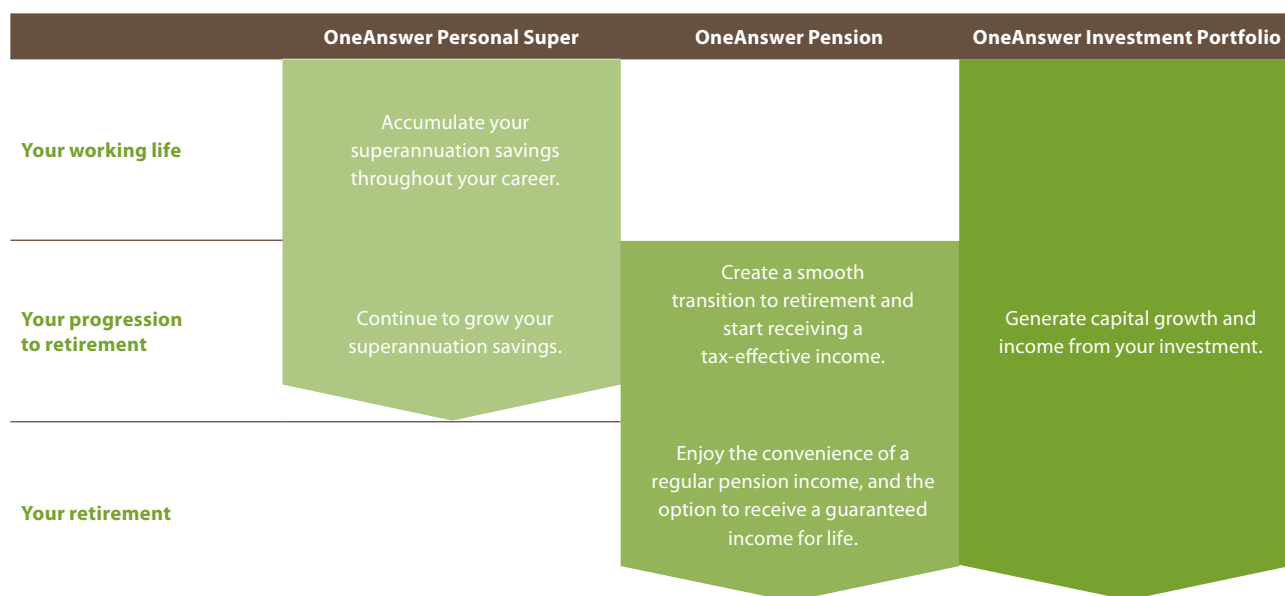 OneAnswer Personal Super
OneAnswer Pension
OneAnswer Investment Portfolio
Your working life
Accumulate your
superannuation savings
throughout your career.
Your progression
to retirement
Continue to grow your
superannuation savings.
Create a smooth
transition to retirement and
start receiving a
tax-effective income.
Generate capital growth and
income from your investment.
Your retirement
Enjoy the convenience of a
regular pension income, and the
option to receive a guaranteed
income for life.